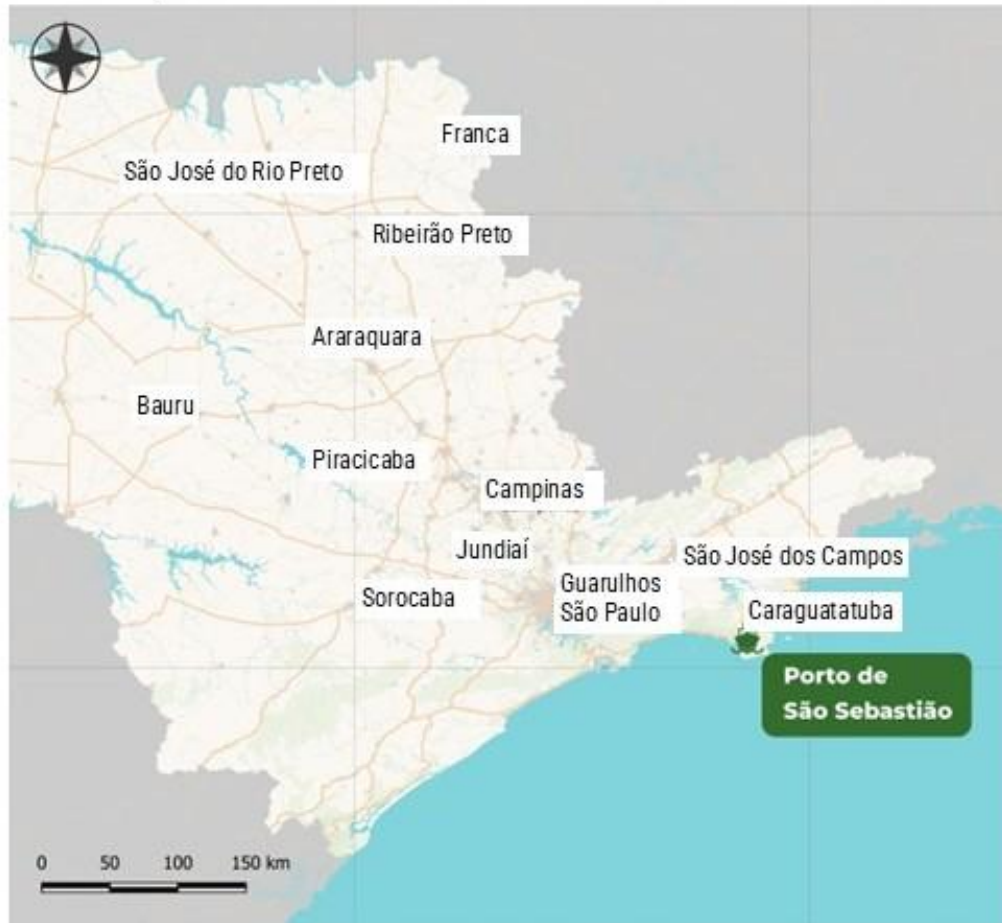 Franca
São José do Rio Preto
Ribeirão Preto
Araraquara
Bauru
Piracicaba
Campinas
Jundiaí
São José dos Campos
Guarulhos
São Paulo
Sorocaba
Caraguatatuba
Porto de
São Sebastião
0 50 100 150 km